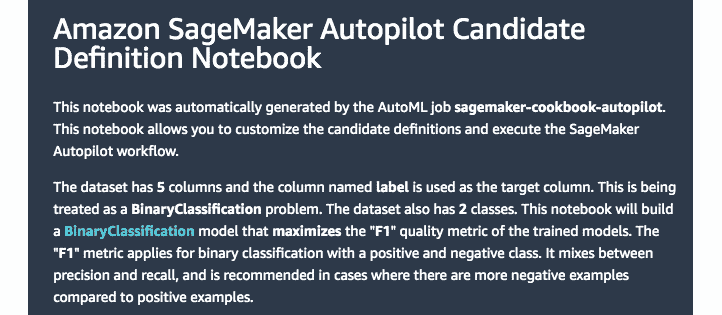 Amazon SageMaker Autopilot Candidate
Definition Notebook
This notebook was automatically generated by the AutoML job sagemaker-cookbook-autopilot.
This notebook allows you to customize the candidate definitions and execute the SageMaker
Autopilot workflow.
The dataset has 5 columns and the column named label is used as the target column. This is being
treated as a BinaryClassification problem. The dataset also has 2 classes. This notebook will build
a BinaryClassification model that maximizes the "F1" quality metric of the trained models. The
"F1" metric applies for binary classification with a positive and negative class. It mixes between
precision and recall, and is recommended in cases where there are more negative examples
compared to positive examples.